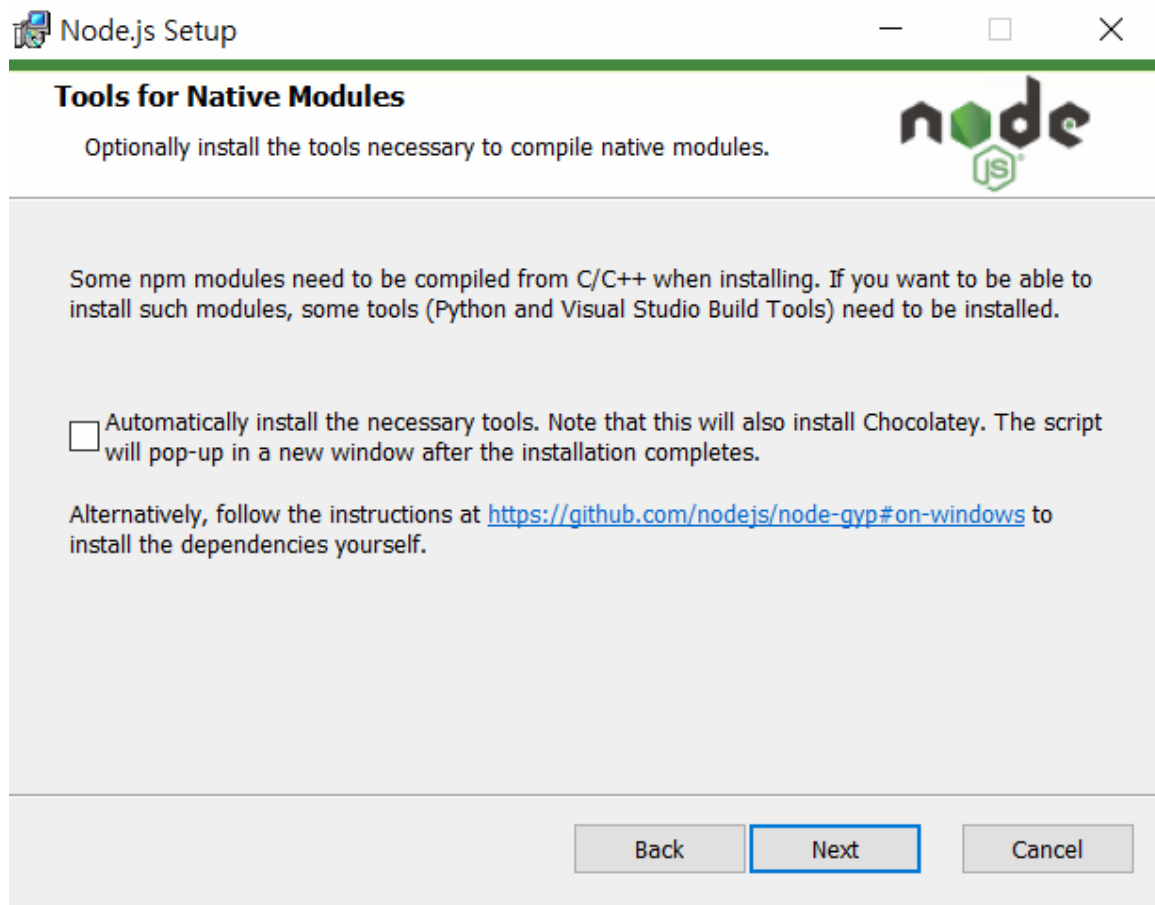 Node.js Setup
Tools for Native Modules
Optionally install the tools necessary to compile native modules.
node
JS
Some npm modules need to be compiled from C/C++ when installing. If you want to be able to
install such modules, some tools (Python and Visual Studio Build Tools) need to be installed.
Automatically install the necessary tools. Note that this will also install Chocolatey. The script
will pop-up in a new window after the installation completes.
Alternatively, follow the instructions at https://github.com/nodejs/node-gyp#on-windows to
install the dependencies yourself.
Back Next Cancel